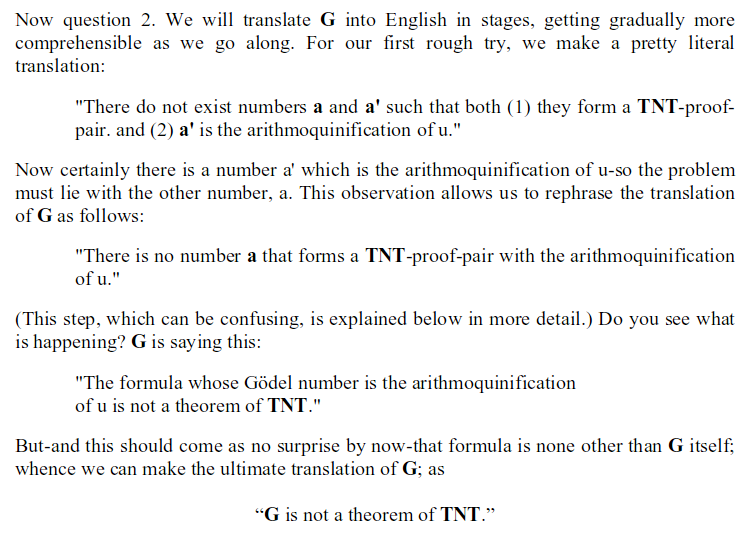 Now question 2. We will translate G into English in stages, getting gradually more
comprehensible as we go along. For our first rough try, we make a pretty literal
translation:
"There do not exist numbers a and a' such that both (1) they form a TNT-proof-
pair. and (2) a' is the arithmoquinification of u."
Now certainly there is a number a' which is the arithmoquinification of u-so the problem
must lie with the other number, a. This observation allows us to rephrase the translation
of G as follows:
"There is no number a that forms a TNT-proof-pair with the arithmoquinification
of u."
(This step, which can be confusing, is explained below in more detail.) Do you see what
is happening? G is saying this:
"The formula whose Gödel number is the arithmoquinification
of u is not a theorem of TNT."
But-and this should come as no surprise by now-that formula is none other than G itself;
whence we can make the ultimate translation of G; as
“G is not a theorem of TNT.”